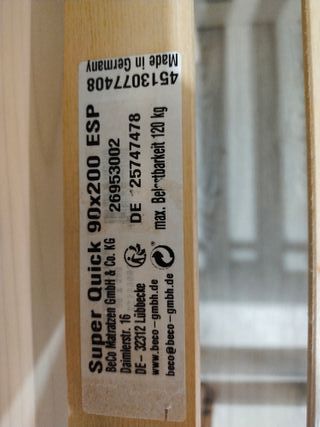 Super Quick 90x200 ESP
BeCo Matratzen GmbH & Co. KG
26953002
Daimlerstr. 16
DE 25747478
DE- 32312 Lübbecke
www.beco-gmbh.de
max. Belastbarkeit 120 kg
beco@beco-gmbh.de
4513077408
Made in Germany